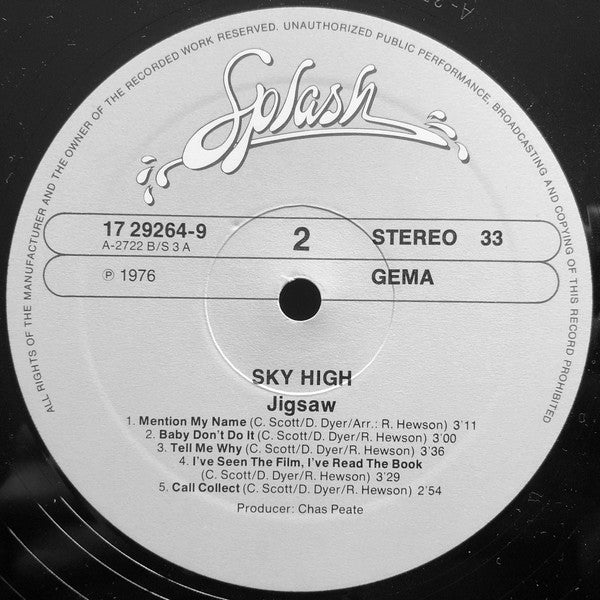 ALL RIGHTS OF THE MANUFACTURER AND THE OWNER OF THE RECORDED WORK RESERVED. UNAUTHORIZED PUBLIC PERFORMANCE, BROADCASTING AND COPYING OF THIS RECORD PROHIBITED
Splash
17 29264-9
A-2722 B/S 3 A
2
STEREO 33
℗ 1976
GEMA
SKY HIGH
Jigsaw
1. Mention My Name (C. Scott/D. Dyer/Arr.: R. Hewson) 3'11
2. Baby Don't Do It (C. Scott/D. Dyer/R. Hewson) 3'00
3. Tell Me Why (C. Scott/D. Dyer/R. Hewson) 3'36
4. I've Seen The Film, I've Read The Book
(C. Scott/D. Dyer/R. Hewson) 3'29
5. Call Collect (C. Scott/D. Dyer/R. Hewson) 2'54
Producer: Chas Peate